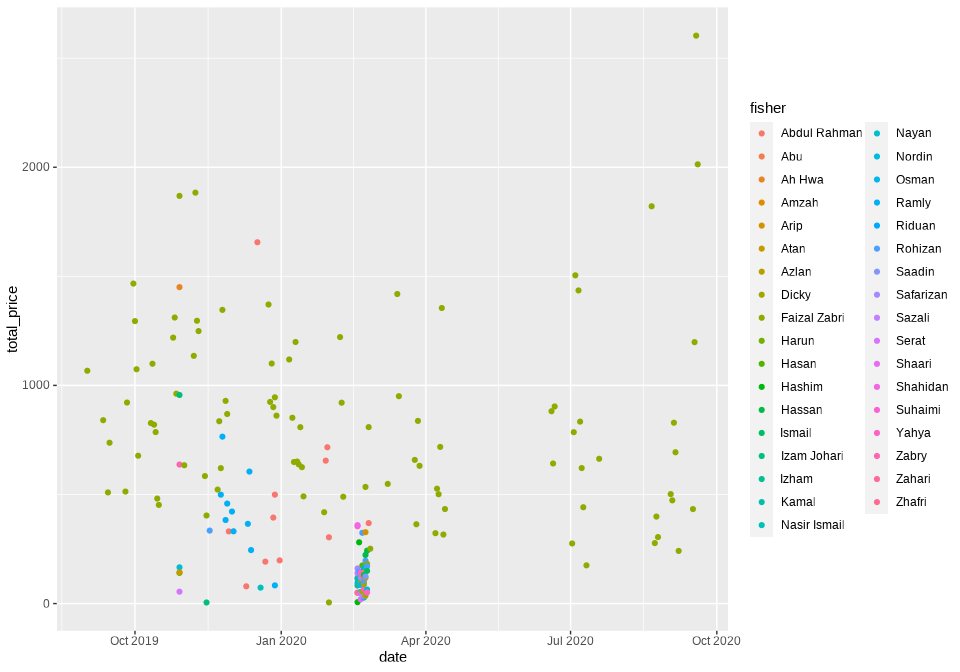 total_price
2000
1000
0
Oct 2019
Jan 2020
Apr 2020
Jul 2020
Oct 2020
date
fisher
Abdul Rahman
Abu
Ah Hwa
Amzah
Arip
Atan
Azlan
Dicky
Faizal Zabri
Harun
Hasan
Hashim
Hassan
Ismail
Izam Johari
Izham
Kamal
Nasir Ismail
Nayan
Nordin
Osman
Ramly
Riduan
Rohizan
Saadin
Safarizan
Sazali
Serat
Shaari
Shahidan
Suhaimi
Yahya
Zabry
Zahari
Zhafri